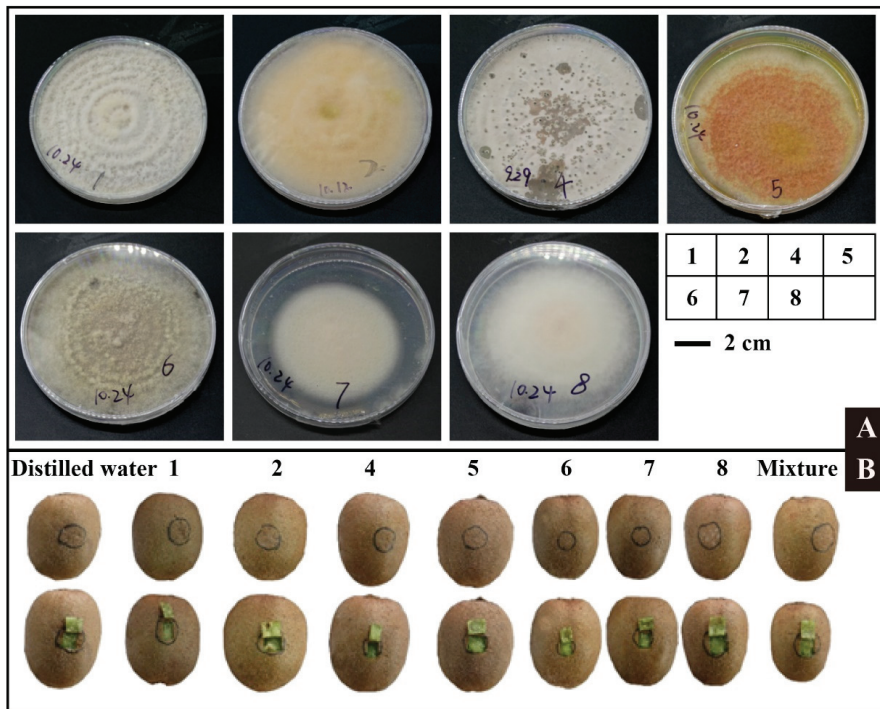 10.24 1
10.12 2
929. 4
10.24
5
10.24 6
10.24 7
10.24 8
1 2 4 5
6 7 8
2 cm
A
B
Distilled water 1 2 4 5 6 7 8 Mixture